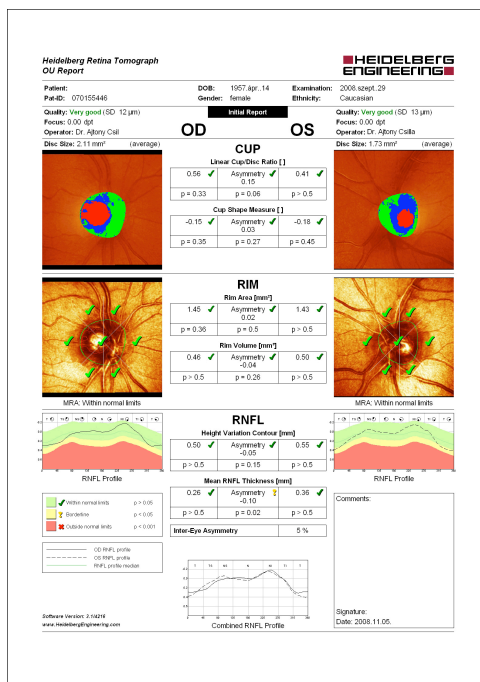 Heidelberg Retina Tomograph
OU Report
HEIDELBERG
ENGINEERING
Patient:
Pat-ID: 070155446
DOB: 1957.ápr..14
Gender: female
Examination: 2008.szept..29
Ethnicity: Caucasian
Quality: Very good (SD 12 µm)
Focus: 0.00 dpt
Operator: Dr. Ajtony Csil
Initial Report
OD OS
Quality: Very good (SD 13 µm)
Focus: 0.00 dpt
Operator: Dr. Ajtony Csilla
Disc Size: 2.11 mm² (average)
Disc Size: 1.73 mm² (average)
CUP
Linear Cup/Disc Ratio [ ]
0.56 Asymmetry 0.41
0.15
p = 0.33 p = 0.06 p > 0.5
Cup Shape Measure [ ]
-0.15 Asymmetry -0.18
0.03
p = 0.35 p = 0.27 p = 0.45
RIM
Rim Area [mm²]
1.45 Asymmetry 1.43
0.02
p = 0.36 p = 0.5 p > 0.5
Rim Volume [mm³]
0.46 Asymmetry 0.50
-0.04
p > 0.5 p = 0.26 p > 0.5
MRA: Within normal limits
MRA: Within normal limits
RNFL
Height Variation Contour [mm]
0.50 Asymmetry 0.55
-0.05
p > 0.5 p = 0.15 p > 0.5
Mean RNFL Thickness [mm]
0.26 Asymmetry 0.36
-0.10
p > 0.5 p = 0.02 p > 0.5
Inter-Eye Asymmetry 5 %
RNFL Profile
RNFL Profile
Within normal limits p > 0.05
Borderline p < 0.05
Outside normal limits p < 0.001
OD RNFL profile
OS RNFL profile
RNFL profile median
Comments:
Signature:
Date: 2008.11.05.
Combined RNFL Profile
Software Version: 3.1/4216
www.HeidelbergEngineering.com